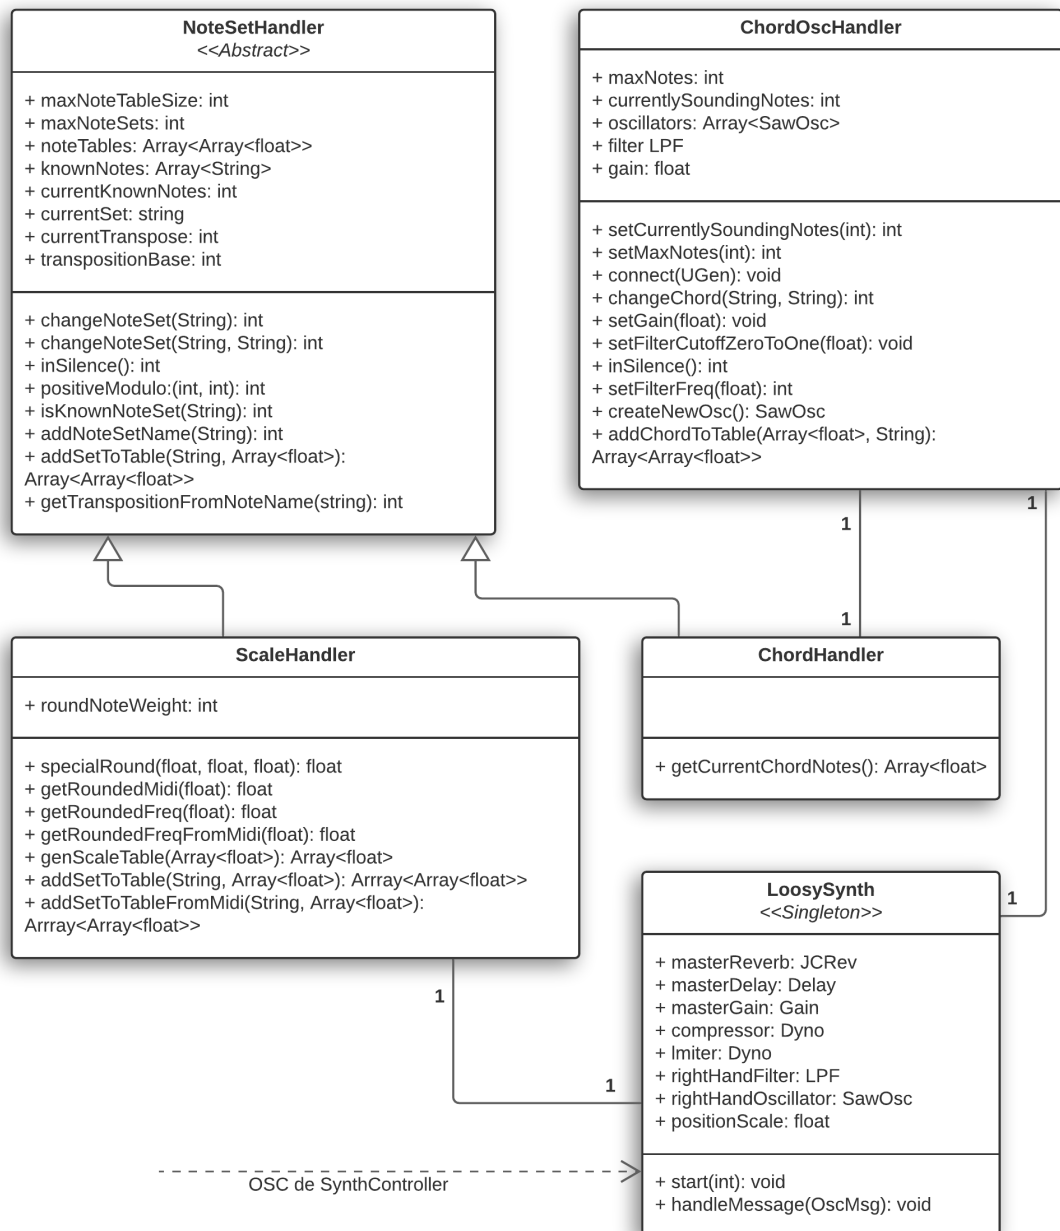 NoteSetHandler
<<Abstract>>
+ maxNoteTableSize: int
+ maxNoteSets: int
+ noteTables: Array<Array<float>>
+ knownNotes: Array<String>
+ currentKnownNotes: int
+ currentSet: string
+ currentTranspose: int
+ transpositionBase: int
+ changeNoteSet(String): int
+ changeNoteSet(String, String): int
+ inSilence(): int
+ positiveModulo:(int, int): int
+ isKnownNoteSet(String): int
+ addNoteSetName(String): int
+ addSetToTable(String, Array<float>):
Array<Array<float>>
+ getTranspositionFromNoteName(string): int
ChordOscHandler
+ maxNotes: int
+ currentlySoundingNotes: int
+ oscillators: Array<SawOsc>
+ filter LPF
+ gain: float
+ setCurrentlySoundingNotes(int): int
+ setMaxNotes(int): int
+ connect(UGen): void
+ changeChord(String, String): int
+ setGain(float): void
+ setFilterCutoffZeroToOne(float): void
+ inSilence(): int
+ setFilterFreq(float): int
+ createNewOsc(): SawOsc
+ addChordToTable(Array<float>, String):
Array<Array<float>>
1
1
1
ScaleHandler
+ roundNoteWeight: int
+ specialRound(float, float, float): float
+ getRoundedMidi(float): float
+ getRoundedFreq(float): float
+ getRoundedFreqFromMidi(float): float
+ genScaleTable(Array<float>): Array<float>
+ addSetToTable(String, Array<float>): Arrray<Array<float>>
+ addSetToTableFromMidi(String, Array<float>):
Arrray<Array<float>>
ChordHandler
+ getCurrentChordNotes(): Array<float>
1
1
1
LoosySynth
<<Singleton>>
+ masterReverb: JCRev
+ masterDelay: Delay
+ masterGain: Gain
+ compressor: Dyno
+ lmiter: Dyno
+ rightHandFilter: LPF
+ rightHandOscillator: SawOsc
+ positionScale: float
+ start(int): void
+ handleMessage(OscMsg): void
OSC de SynthController